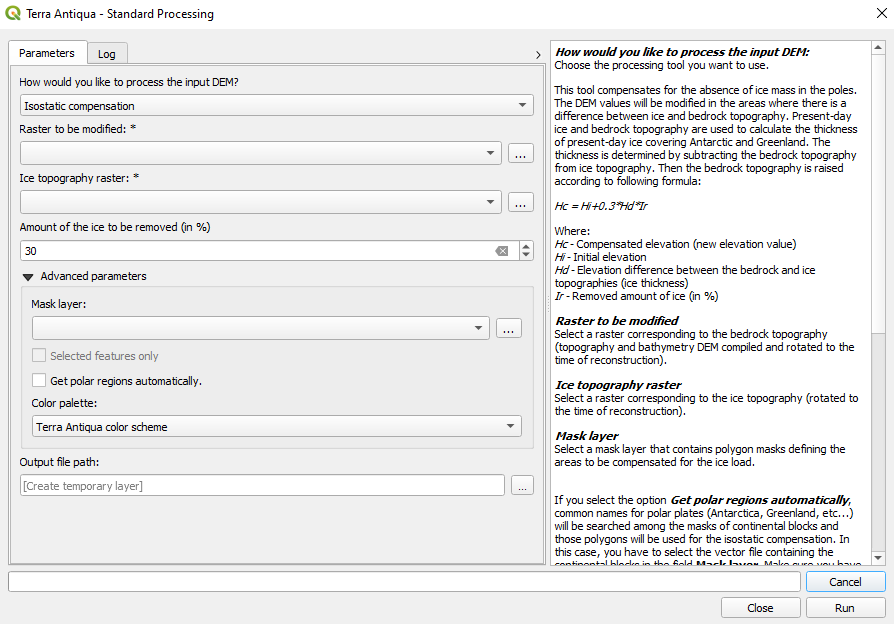 Terra Antiqua - Standard Processing
Parameters
Log
How would you like to process the input DEM?
Isostatic compensation
Raster to be modified: *
...
Ice topography raster: *
...
Amount of the ice to be removed (in %)
30
Advanced parameters
Mask layer:
...
Selected features only
Get polar regions automatically.
Color palette:
Terra Antiqua color scheme
Output file path:
[Create temporary layer]
...
How would you like to process the input DEM:
Choose the processing tool you want to use.
This tool compensates for the absence of ice mass in the poles.
The DEM values will be modified in the areas where there is a
difference between ice and bedrock topography. Present-day
ice and bedrock topography are used to calculate the thickness
of present-day ice covering Antarctic and Greenland. The
thickness is determined by subtracting the bedrock topography
from ice topography. Then the bedrock topography is raised
according to following formula:
Hc = Hi+0.3*Hd*Ir
Where:
Hc - Compensated elevation (new elevation value)
Hi - Initial elevation
Hd - Elevation difference between the bedrock and ice
topographies (ice thickness)
Ir - Removed amount of ice (in %)
Raster to be modified
Select a raster corresponding to the bedrock topography
(topography and bathymetry DEM compiled and rotated to the
time of reconstruction).
Ice topography raster
Select a raster corresponding to the ice topography (rotated to
the time of reconstruction).
Mask layer
Select a mask layer that contains polygon masks defining the
areas to be compensated for the ice load.
If you select the option Get polar regions automatically,
common names for polar plates (Antarctica, Greenland, etc...)
will be searched among the masks of continental blocks and
those polygons will be used for the isostatic compensation. In
this case, you have to select the vector file containing the
continental blocks in the field Mask layer. Make sure you have
Cancel
Close
Run